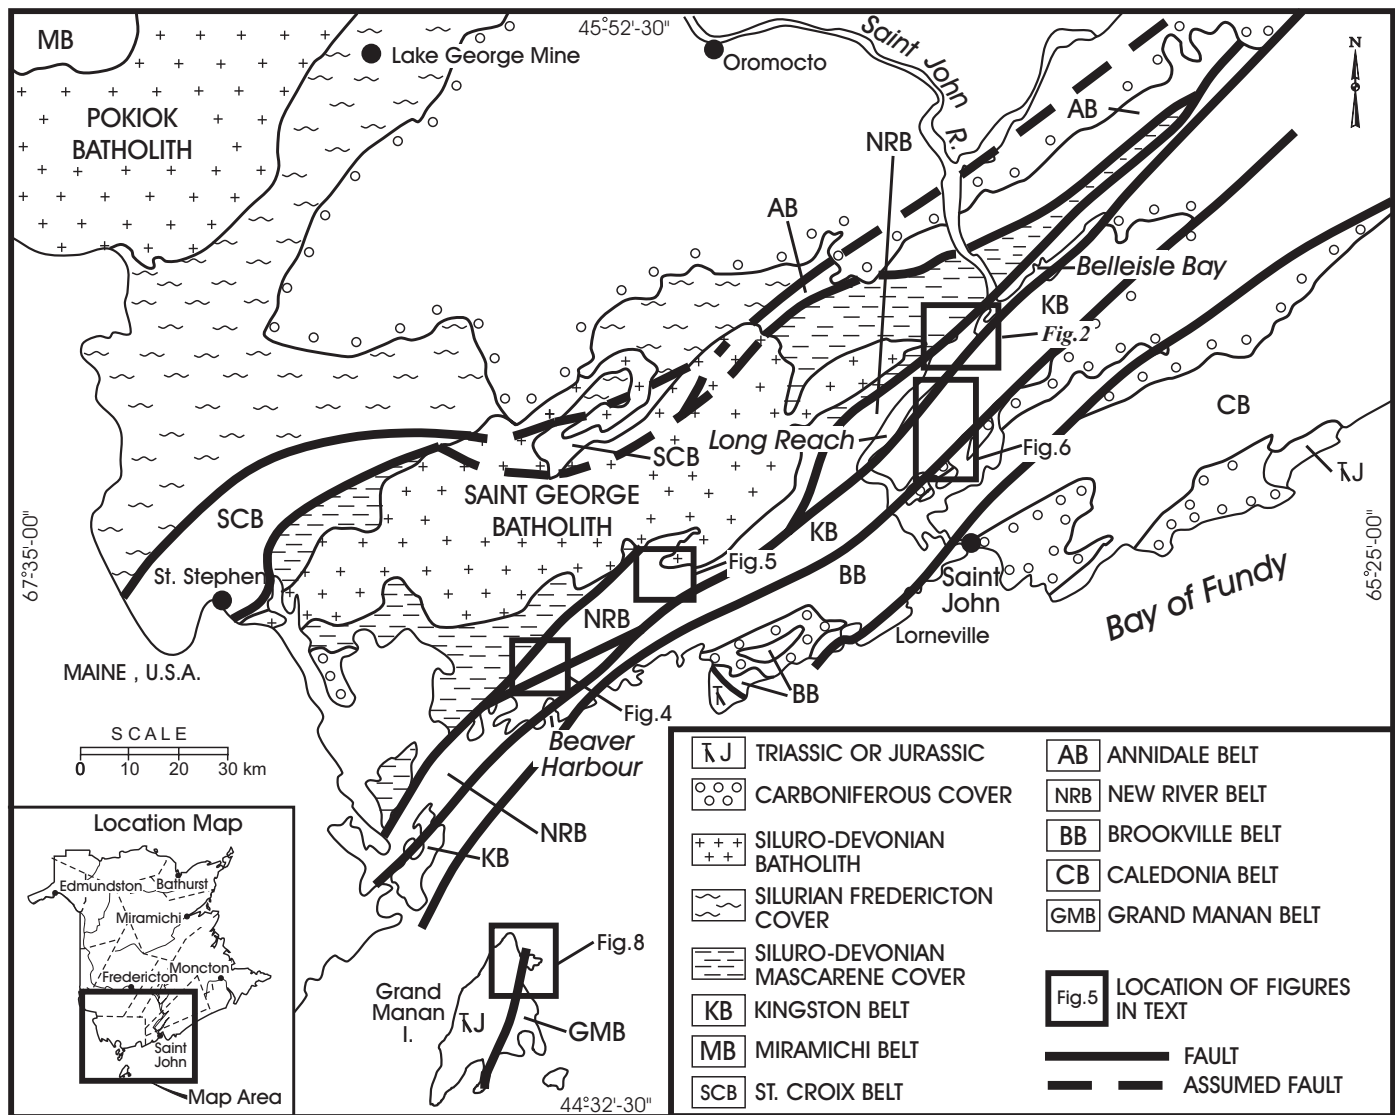 45°52'-30"
MB
Lake George Mine
Oromocto
Saint John R.
N
POKIOK
BATHOLITH
AB
NRB
AB
Belleisle Bay
KB
Fig.2
CB
Long Reach
SCB
Fig.6
ꞆJ
SAINT GEORGE
BATHOLITH
SCB
67°35'-00"
65°25'-00"
KB
Fig.5
BB
St. Stephen
Saint
John
Bay of Fundy
NRB
Lorneville
MAINE , U.S.A.
BB
Fig.4
Beaver
Harbour
SCALE
0 10 20 30 km
NRB
KB
Fig.8
Grand
Manan
I.
GMB
44°32'-30"
Location Map
Edmundston
Bathurst
Miramichi
Moncton
Fredericton
Saint
John
Map Area
TRIASSIC OR JURASSIC
CARBONIFEROUS COVER
SILURO-DEVONIAN
BATHOLITH
SILURIAN FREDERICTON
COVER
SILURO-DEVONIAN
MASCARENE COVER
KB KINGSTON BELT
MB MIRAMICHI BELT
SCB ST. CROIX BELT
AB ANNIDALE BELT
NRB NEW RIVER BELT
BB BROOKVILLE BELT
CB CALEDONIA BELT
GMB GRAND MANAN BELT
Fig.5 LOCATION OF FIGURES
IN TEXT
FAULT
ASSUMED FAULT